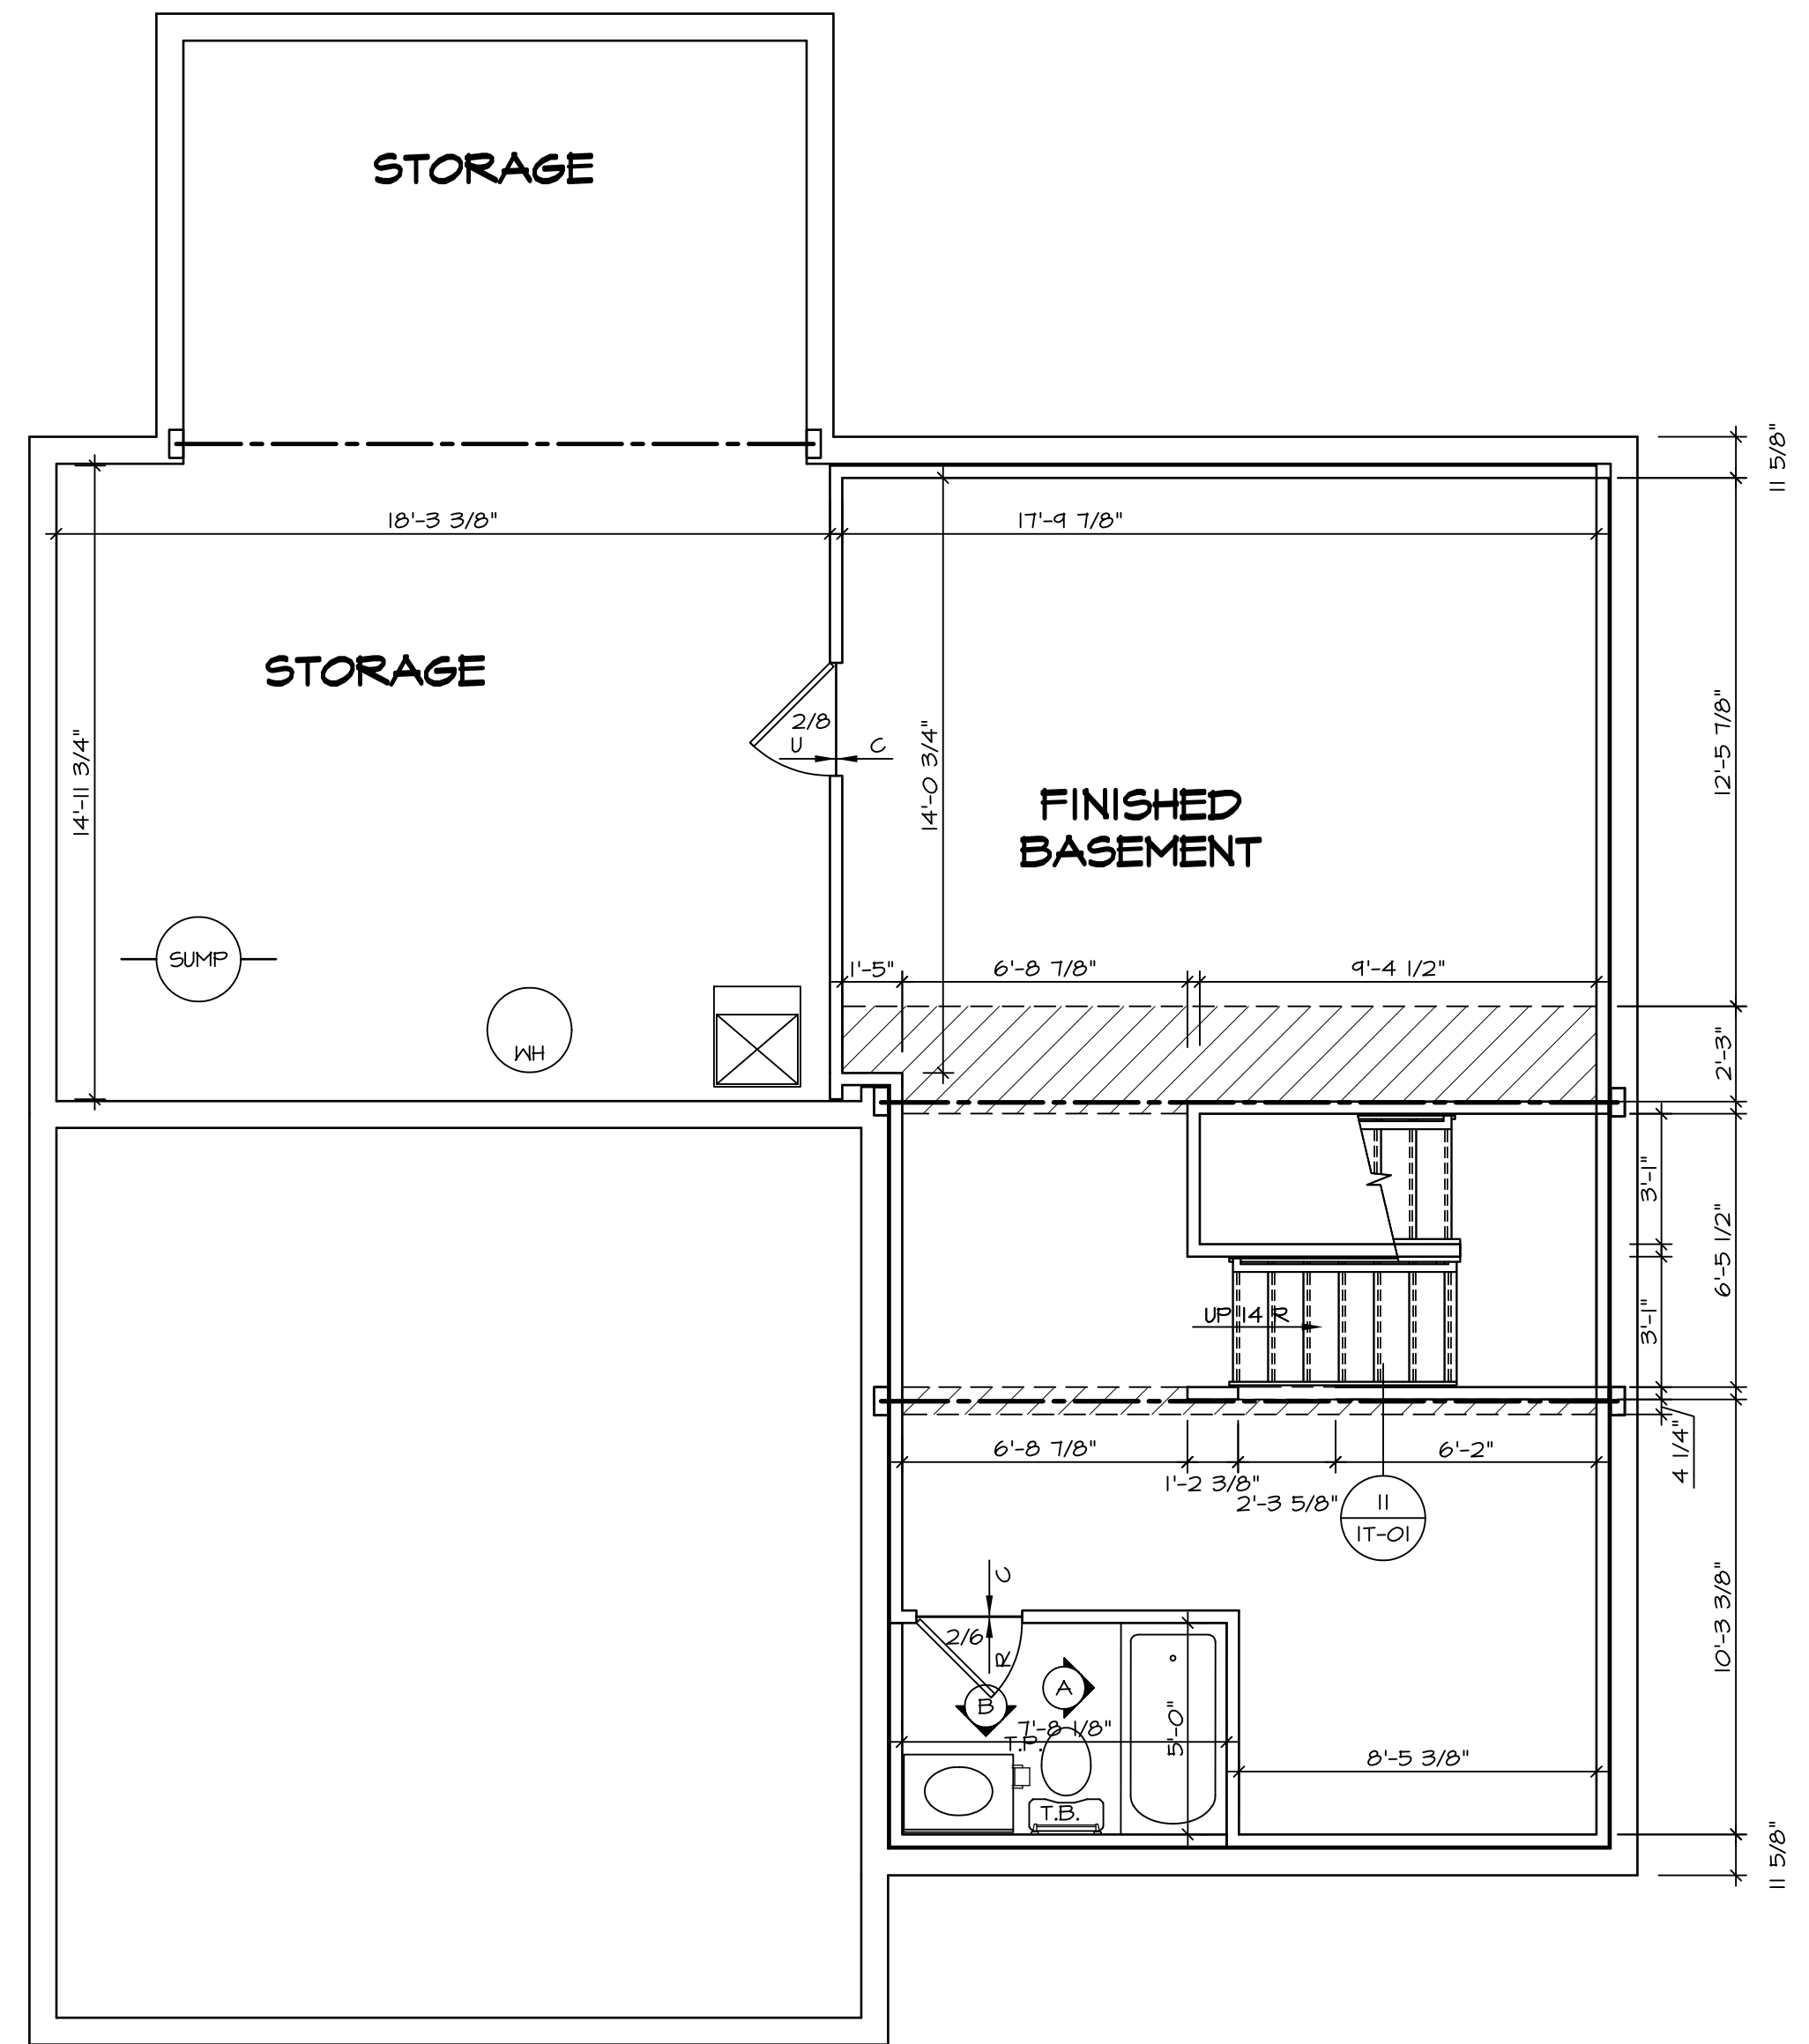 STORAGE
11 5/8"
18'-3 3/8"
17'-9 7/8"
STORAGE
2/8
U
C
14'-11 3/4"
14'-0 3/4"
12'-5 7/8"
FINISHED
BASEMENT
SUMP
1'-5"
6'-8 7/8"
9'-4 1/2"
WH
2'-3"
3'-1"
6'-5 1/2"
UP 14 R
3'-1"
6'-8 7/8"
6'-2"
4 1/4"
1'-2 3/8"
2'-3 5/8"
11
1T-01
C
2/6
R
10'-3 3/8"
A
B
7'-8 1/8"
5'-0"
T.P.
8'-5 3/8"
T.B.
11 5/8"